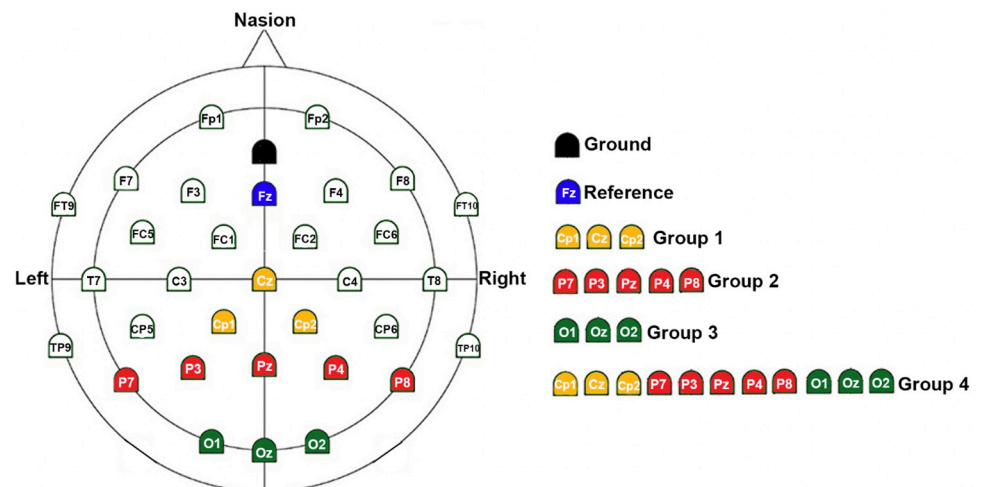 Nasion
Fp1 Fp2
F7 F3 Fz F4 F8
FT9 FT10
FC5 FC1 FC2 FC6
Left T7 C3 Cz C4 T8 Right
CP5 Cp1 Cp2 CP6
TP9 TP10
P7 P3 Pz P4 P8
O1 Oz O2
Ground
Fz Reference
Cp1 Cz Cp2 Group 1
P7 P3 Pz P4 P8 Group 2
O1 Oz O2 Group 3
Cp1 Cz Cp2 P7 P3 Pz P4 P8 O1 Oz O2 Group 4